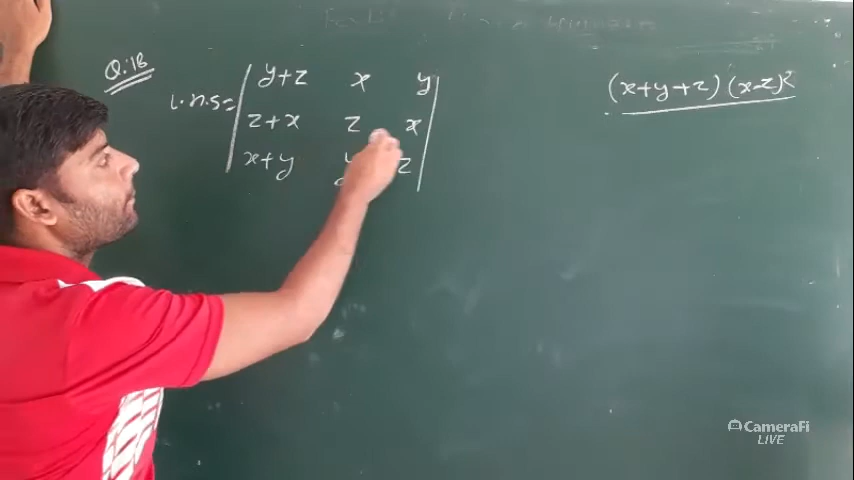 Q.18
L.H.S= | y+z x y |
| z+x z x |
| x+y y z |
(x+y+z)(x-z)²
CameraFi
LIVE